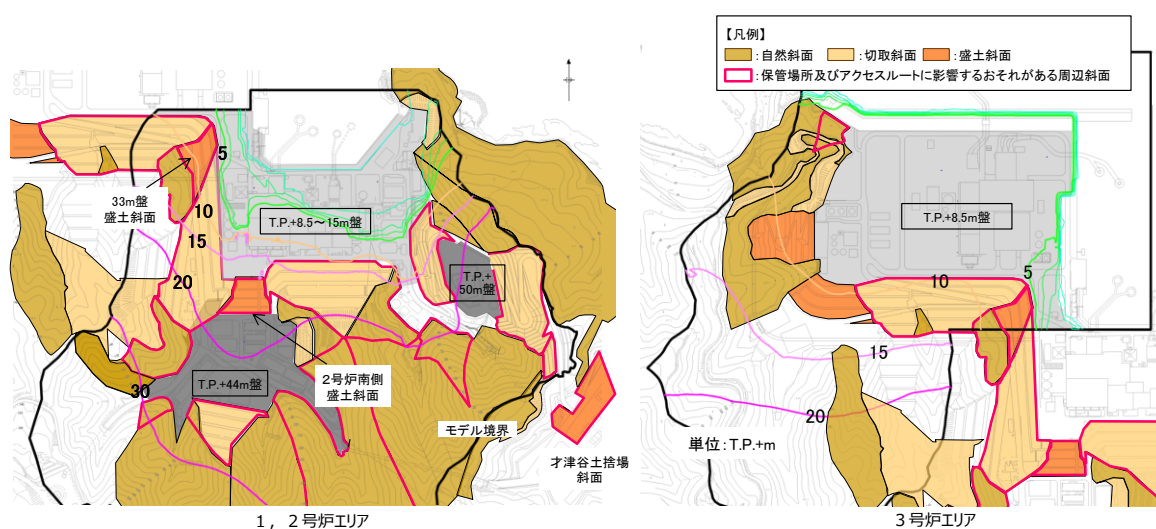 5
33m盤
盛土斜面
10
T.P.+8.5～15m盤
15
20
T.P.+
50m盤
2号炉南側
盛土斜面
T.P.+44m盤
30
モデル境界
才津谷土捨場
斜面
1，2号炉エリア
【凡例】
：自然斜面 ：切取斜面 ：盛土斜面
：保管場所及びアクセスルートに影響するおそれがある周辺斜面
T.P.+8.5m盤
5
10
15
20
単位：T.P.+m
3号炉エリア